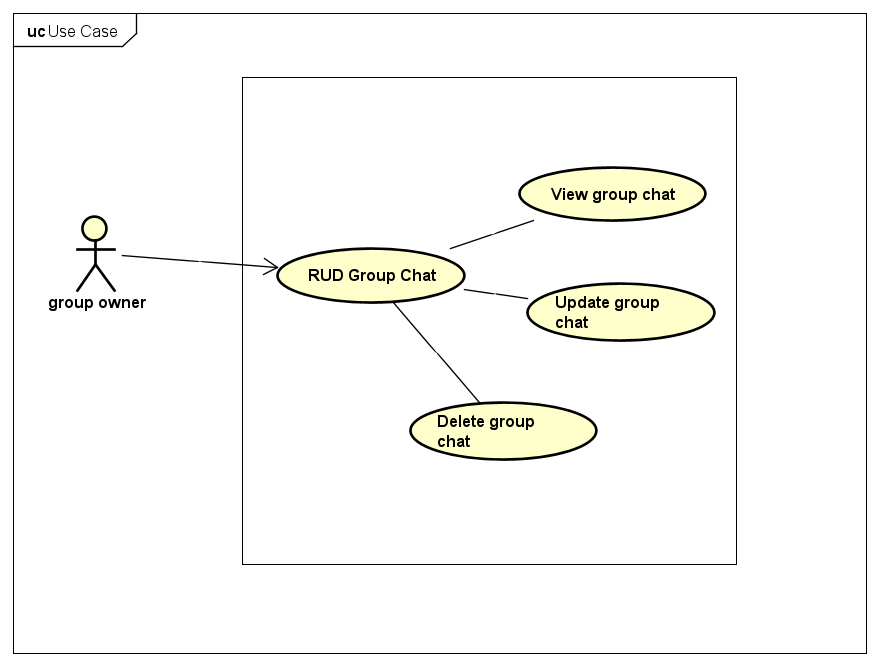 uc Use Case
View group chat
RUD Group Chat
group owner
Update group
chat
Delete group
chat